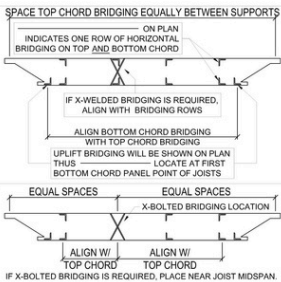 SPACE TOP CHORD BRIDGING EQUALLY BETWEEN SUPPORTS
ON PLAN
INDICATES ONE ROW OF HORIZONTAL
BRIDGING ON TOP AND BOTTOM CHORD
IF X-WELDED BRIDGING IS REQUIRED,
ALIGN WITH BRIDGING ROWS
ALIGN BOTTOM CHORD BRIDGING
WITH TOP CHORD BRIDGING
UPLIFT BRIDGING WILL BE SHOWN ON PLAN
THUS LOCATE AT FIRST
BOTTOM CHORD PANEL POINT OF JOISTS
EQUAL SPACES EQUAL SPACES
X-BOLTED BRIDGING LOCATION
ALIGN W/ ALIGN W/
TOP CHORD TOP CHORD
IF X-BOLTED BRIDGING IS REQUIRED, PLACE NEAR JOIST MIDSPAN.